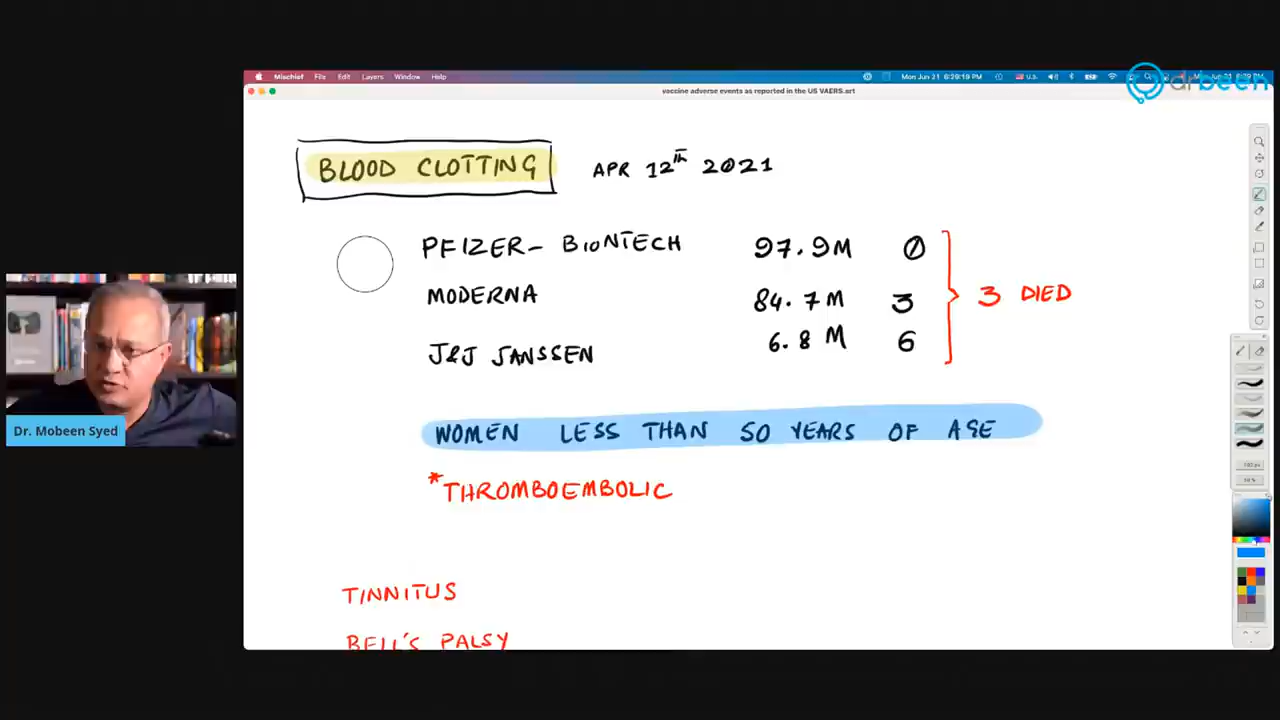 drbeen
Mischief File Edit Layers Window Help
U.S.
vaccine adverse events as reported in the US VAERS.art
BLOOD CLOTTING APR 12th 2021
PFIZER- BIONTECH 97.9M 0
MODERNA 84.7 M 3
J&J JANSSEN 6.8 M 6
3 DIED
WOMEN LESS THAN 50 YEARS OF AGE
*THROMBOEMBOLIC
TINNITUS
BELL'S PALSY
Dr. Mobeen Syed